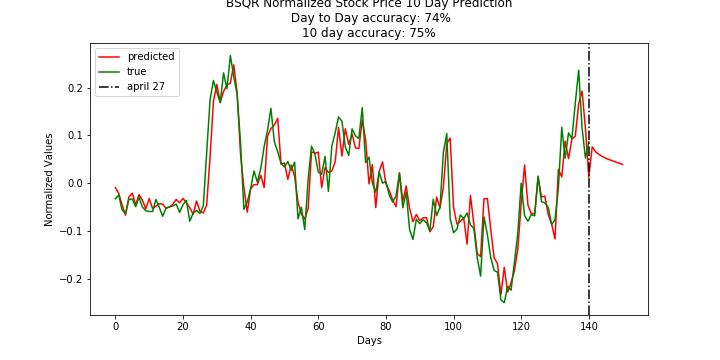 BSQR Normalized Stock Price 10 Day Prediction
Day to Day accuracy: 74%
10 day accuracy: 75%
predicted
true
april 27
Normalized Values
0.2
0.1
0.0
−0.1
−0.2
0 20 40 60 80 100 120 140
Days